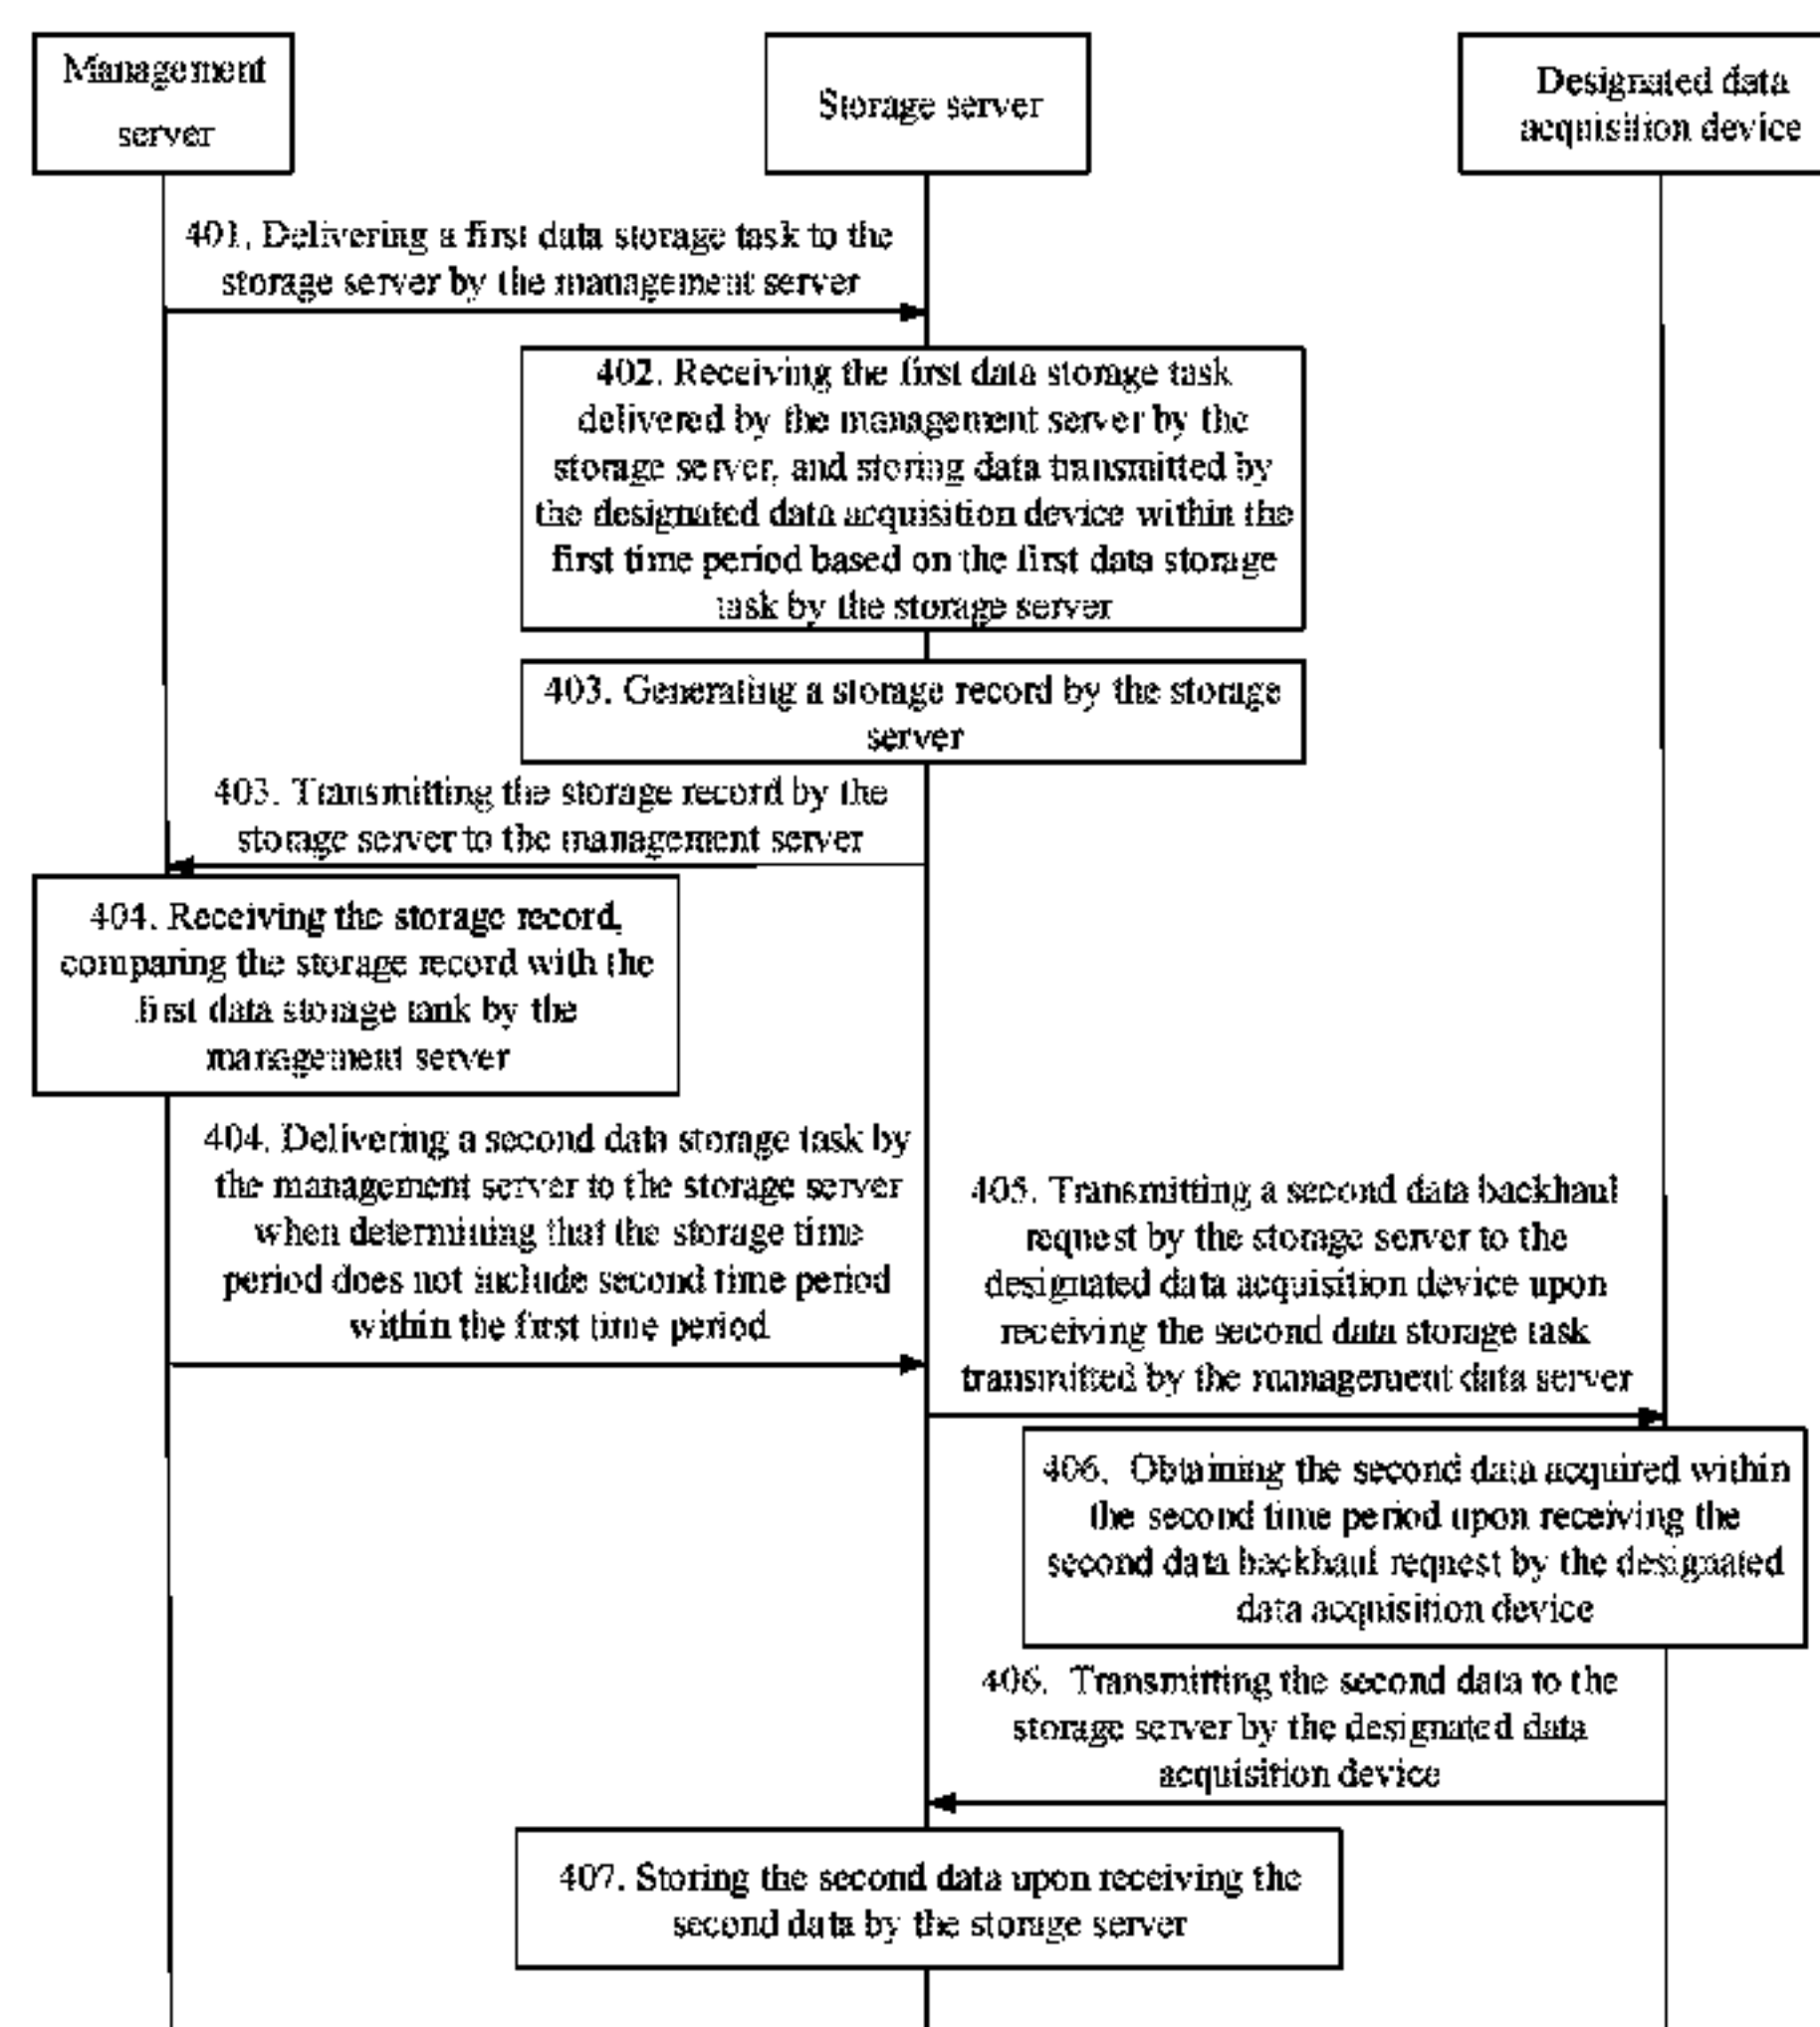 Management
server
Storage server
Designated data
acquisition device
401. Delivering a first data storage task to the
storage server by the management server
402. Receiving the first data storage task
delivered by the management server by the
storage server, and storing data transmitted by
the designated data acquisition device within the
first time period based on the first data storage
task by the storage server
403. Generating a storage record by the storage
server
403. Transmitting the storage record by the
storage server to the management server
404. Receiving the storage record,
comparing the storage record with the
first data storage tank by the
management server
404. Delivering a second data storage task by
the management server to the storage server
when determining that the storage time
period does not include second time period
within the first time period
405. Transmitting a second data backhaul
request by the storage server to the
designated data acquisition device upon
receiving the second data storage task
transmitted by the management data server
406. Obtaining the second data acquired within
the second time period upon receiving the
second data backhaul request by the designated
data acquisition device
406. Transmitting the second data to the
storage server by the designated data
acquisition device
407. Storing the second data upon receiving the
second data by the storage server